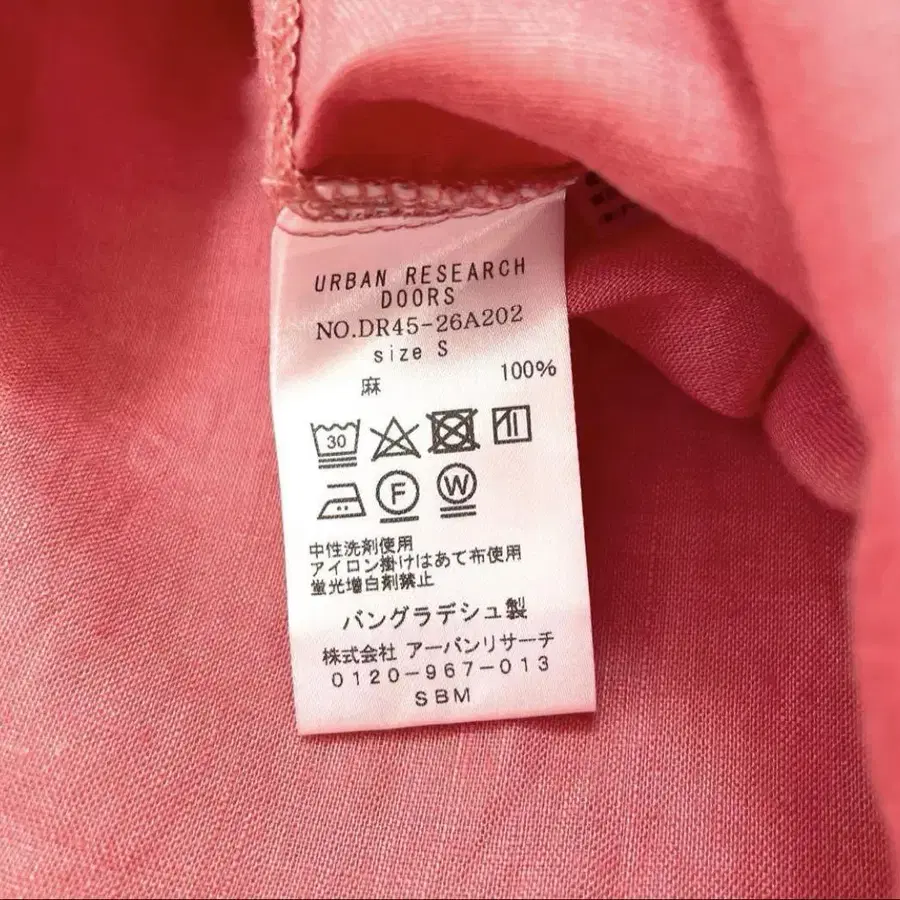 URBAN RESEARCH
DOORS
NO.DR45-26A202
size S
麻 100%
30
F W
中性洗剤使用
アイロン掛けはあて布使用
蛍光増白剤禁止
バングラデシュ製
株式会社 アーバンリサーチ
0120-967-013
SBM